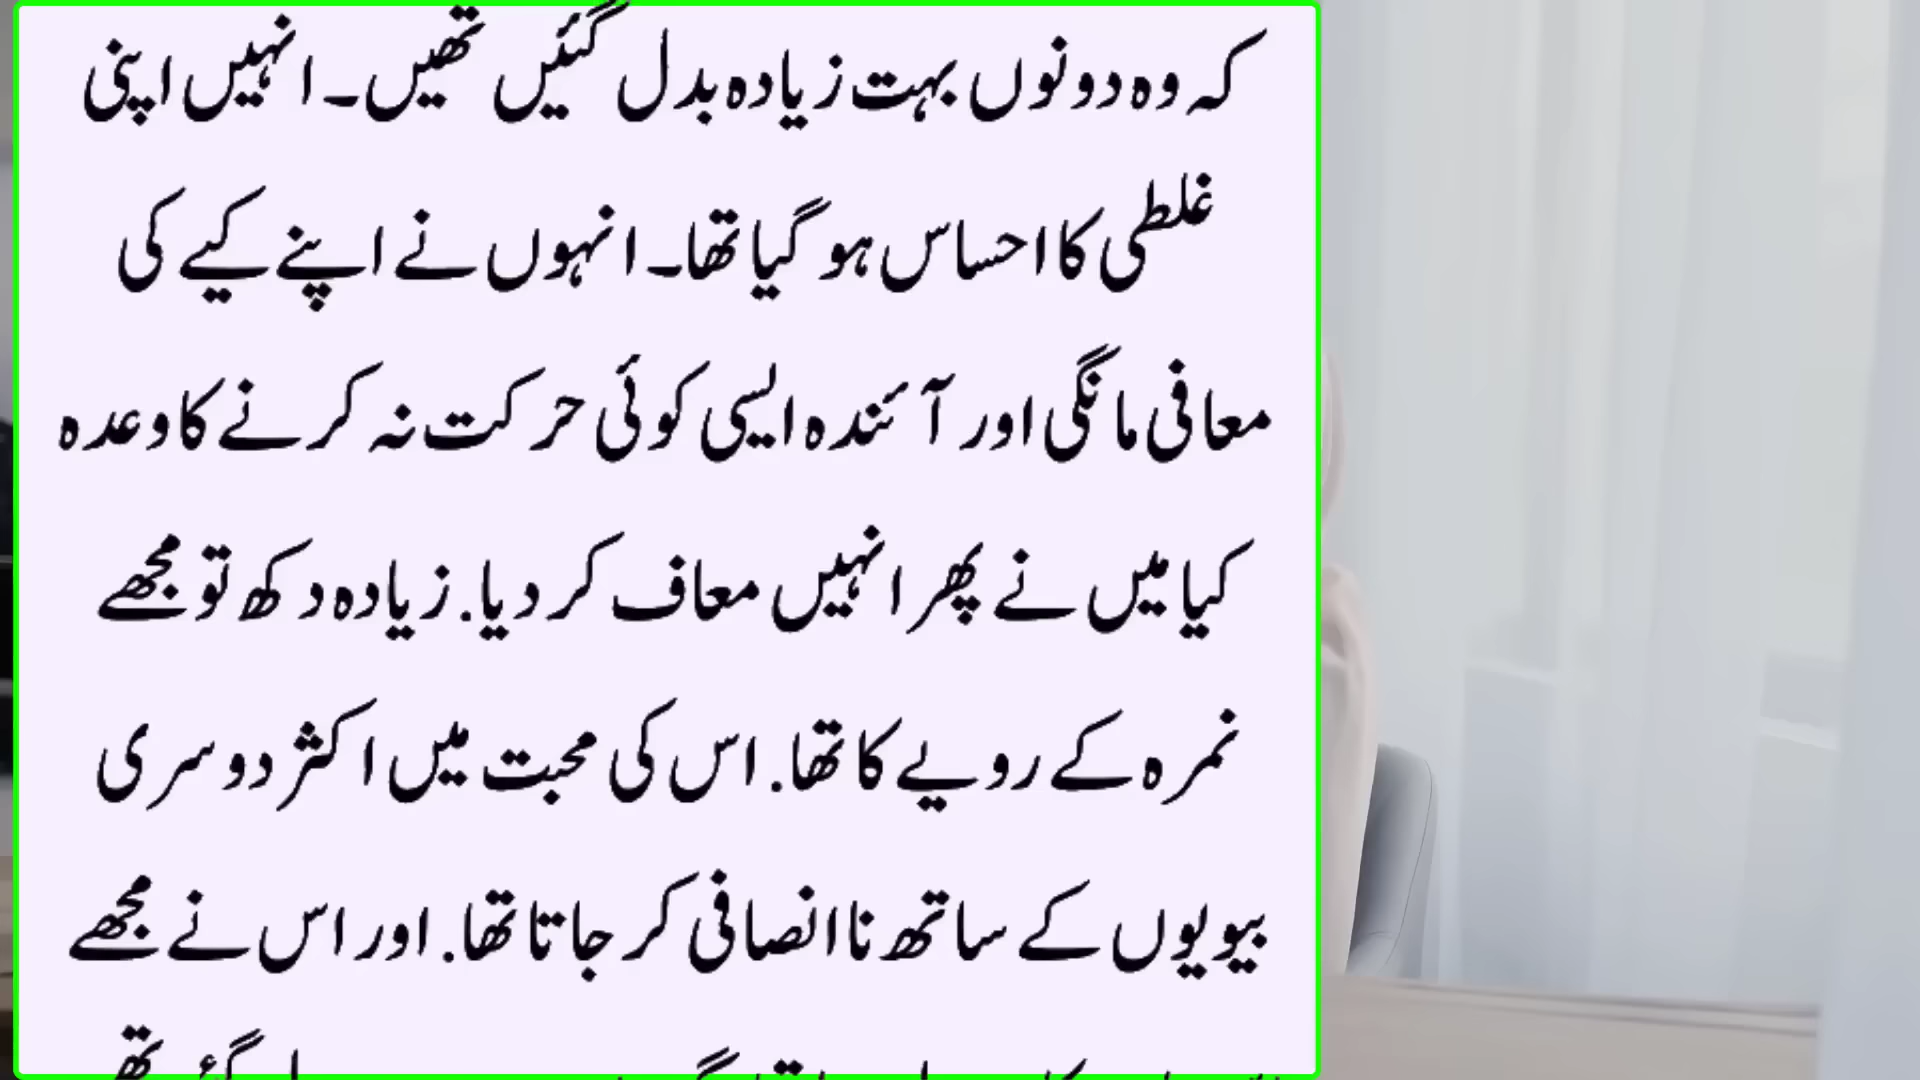 کہ وہ دونوں بہت زیادہ بدل گئیں تھیں۔ انہیں اپنی
غلطی کا احساس ہو گیا تھا۔ انہوں نے اپنے کیے کی
معافی مانگی اور آئندہ ایسی کوئی حرکت نہ کرنے کا وعدہ
کیا میں نے پھر انہیں معاف کر دیا. زیادہ دکھ تو مجھے
نمرہ کے رویے کا تھا. اس کی محبت میں اکثر دوسری
بیویوں کے ساتھ نا انصافی کر جاتا تھا. اور اس نے مجھے